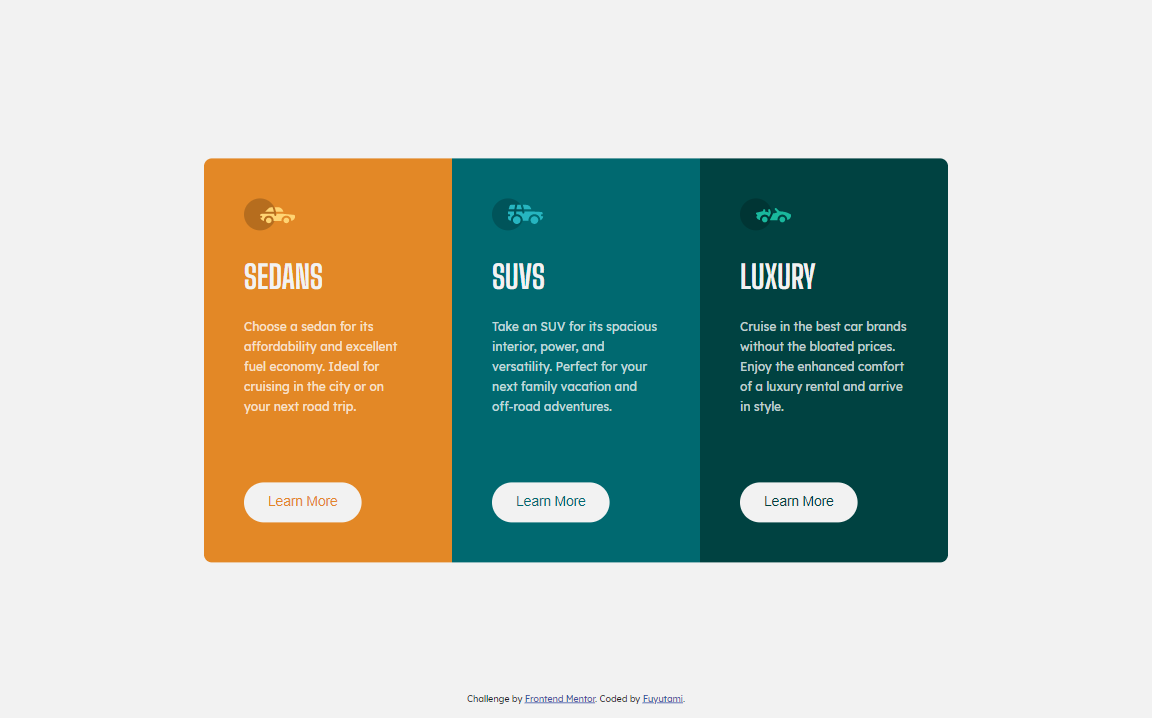 SEDANS
Choose a sedan for its
affordability and excellent
fuel economy. Ideal for
cruising in the city or on
your next road trip.
Learn More
SUVS
Take an SUV for its spacious
interior, power, and
versatility. Perfect for your
next family vacation and
off-road adventures.
Learn More
LUXURY
Cruise in the best car brands
without the bloated prices.
Enjoy the enhanced comfort
of a luxury rental and arrive
in style.
Learn More
Challenge by Frontend Mentor. Coded by Fuyutami.